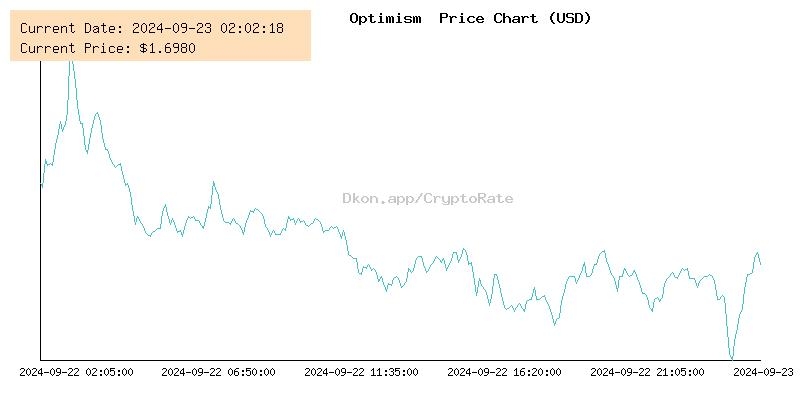 Optimism  Price Chart (USD)
Current Date: 2024-09-23 02:02:18
Current Price: $1.6980
Dkon.app/CryptoRate
2024-09-22 02:05:00 2024-09-22 06:50:00 2024-09-22 11:35:00 2024-09-22 16:20:00 2024-09-22 21:05:00 2024-09-23